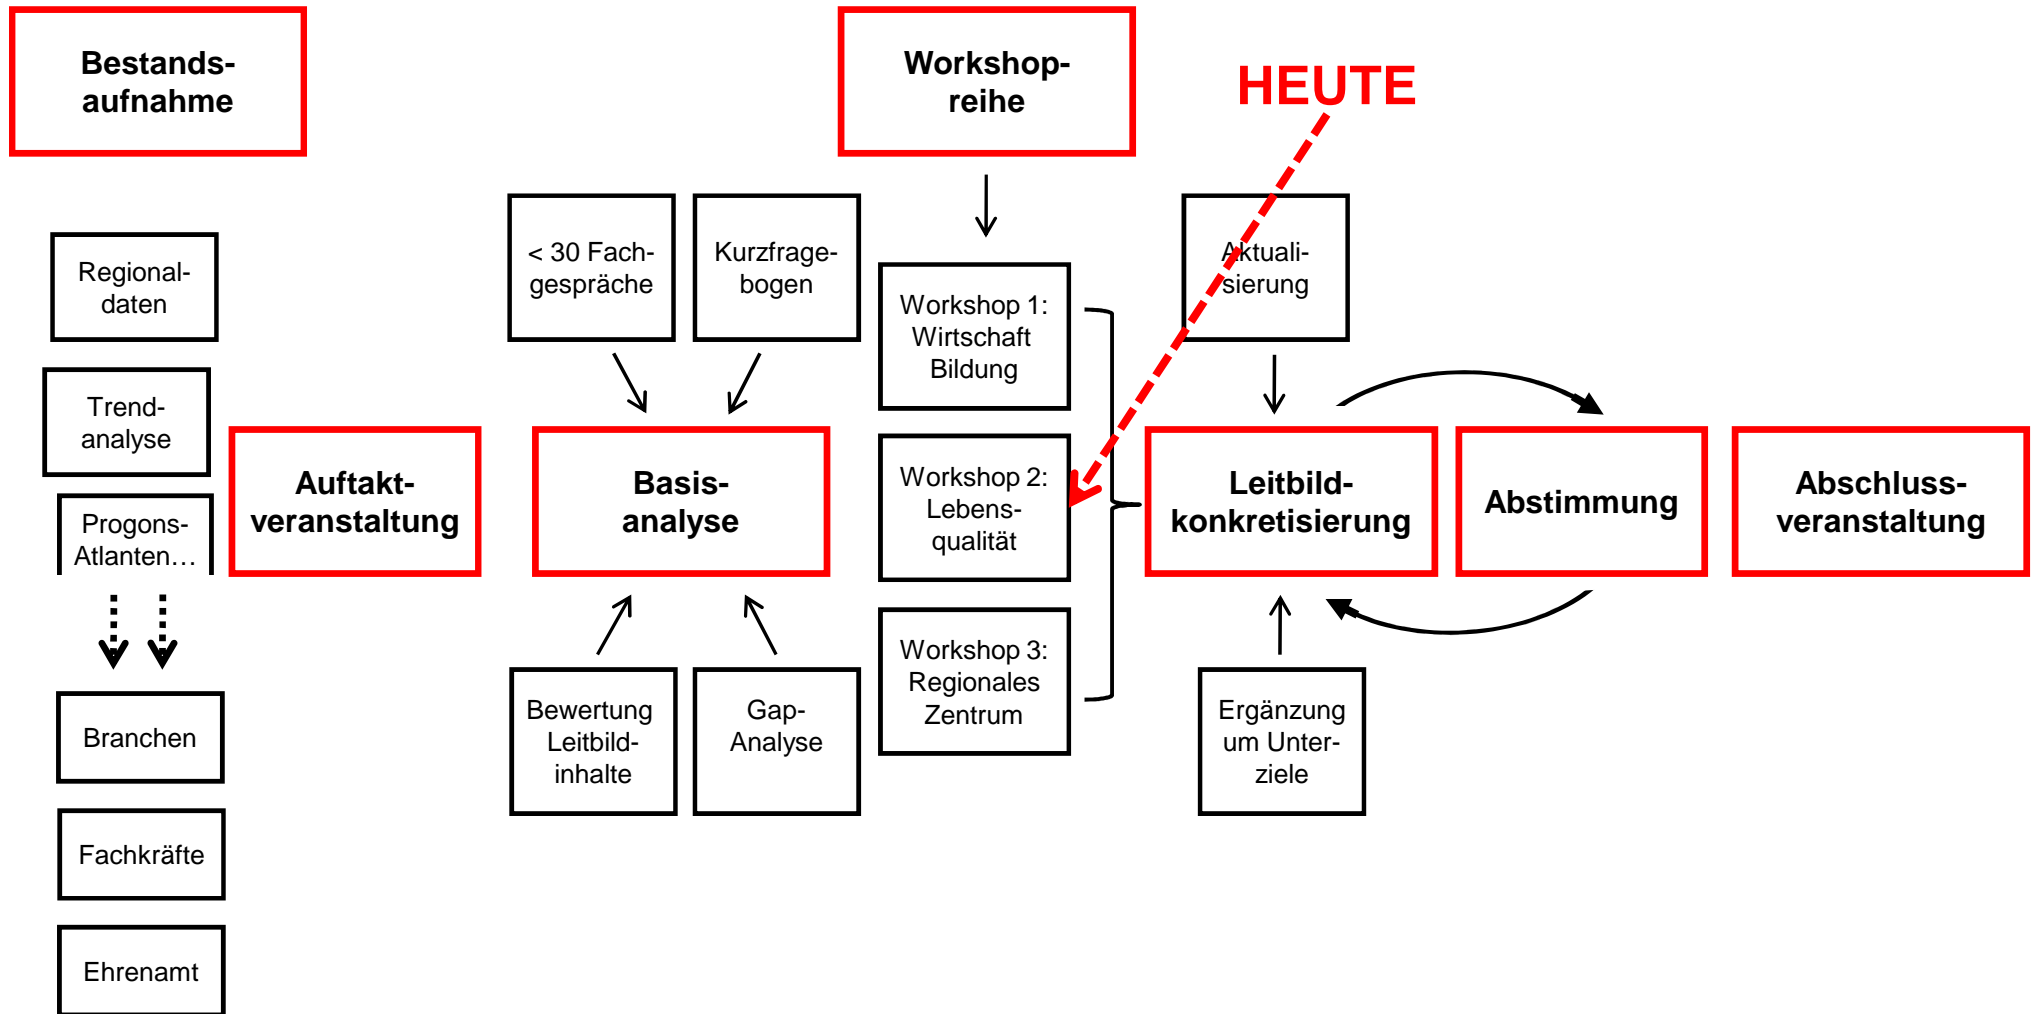 Bestands-
aufnahme
Workshop-
reihe
HEUTE
Regional-
daten
Trend-
analyse
Progons-
Atlanten…
Branchen
Fachkräfte
Ehrenamt
Auftakt-
veranstaltung
< 30 Fach-
gespräche
Kurzfrage-
bogen
Basis-
analyse
Bewertung
Leitbild-
inhalte
Gap-
Analyse
Workshop 1:
Wirtschaft
Bildung
Workshop 2:
Lebens-
qualität
Workshop 3:
Regionales
Zentrum
Aktuali-
sierung
Leitbild-
konkretisierung
Ergänzung
um Unter-
ziele
Abstimmung
Abschluss-
veranstaltung